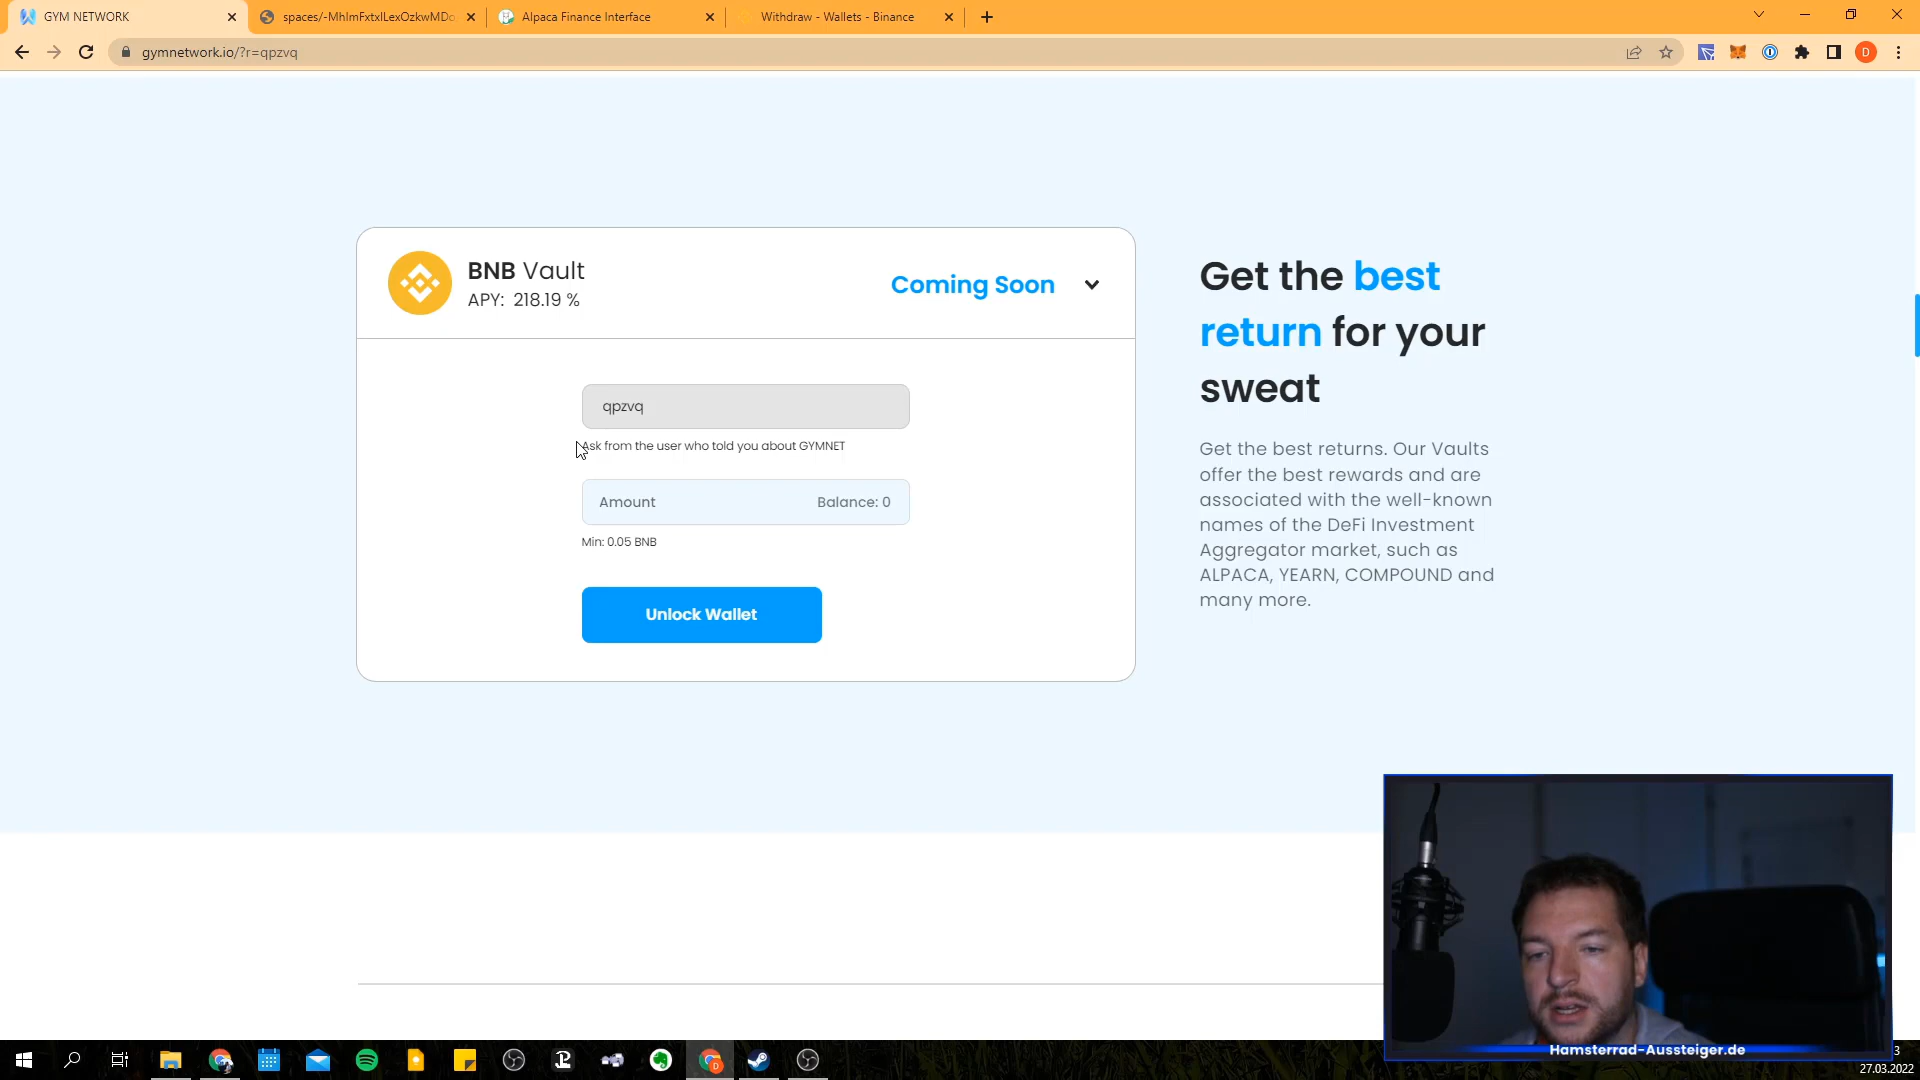 GYM NETWORK
spaces/-MhImFxtxILexOzkwMDo
Alpaca Finance Interface
Withdraw - Wallets - Binance
gymnetwork.io/?r=qpzvq
D
BNB Vault
APY: 218.19 %
Coming Soon
qpzvq
Ask from the user who told you about GYMNET
Amount
Balance: 0
Min: 0.05 BNB
Unlock Wallet
Get the best
return for your
sweat
Get the best returns. Our Vaults
offer the best rewards and are
associated with the well-known
names of the DeFi Investment
Aggregator market, such as
ALPACA, YEARN, COMPOUND and
many more.
Hamsterrad-Aussteiger.de
27.03.2022